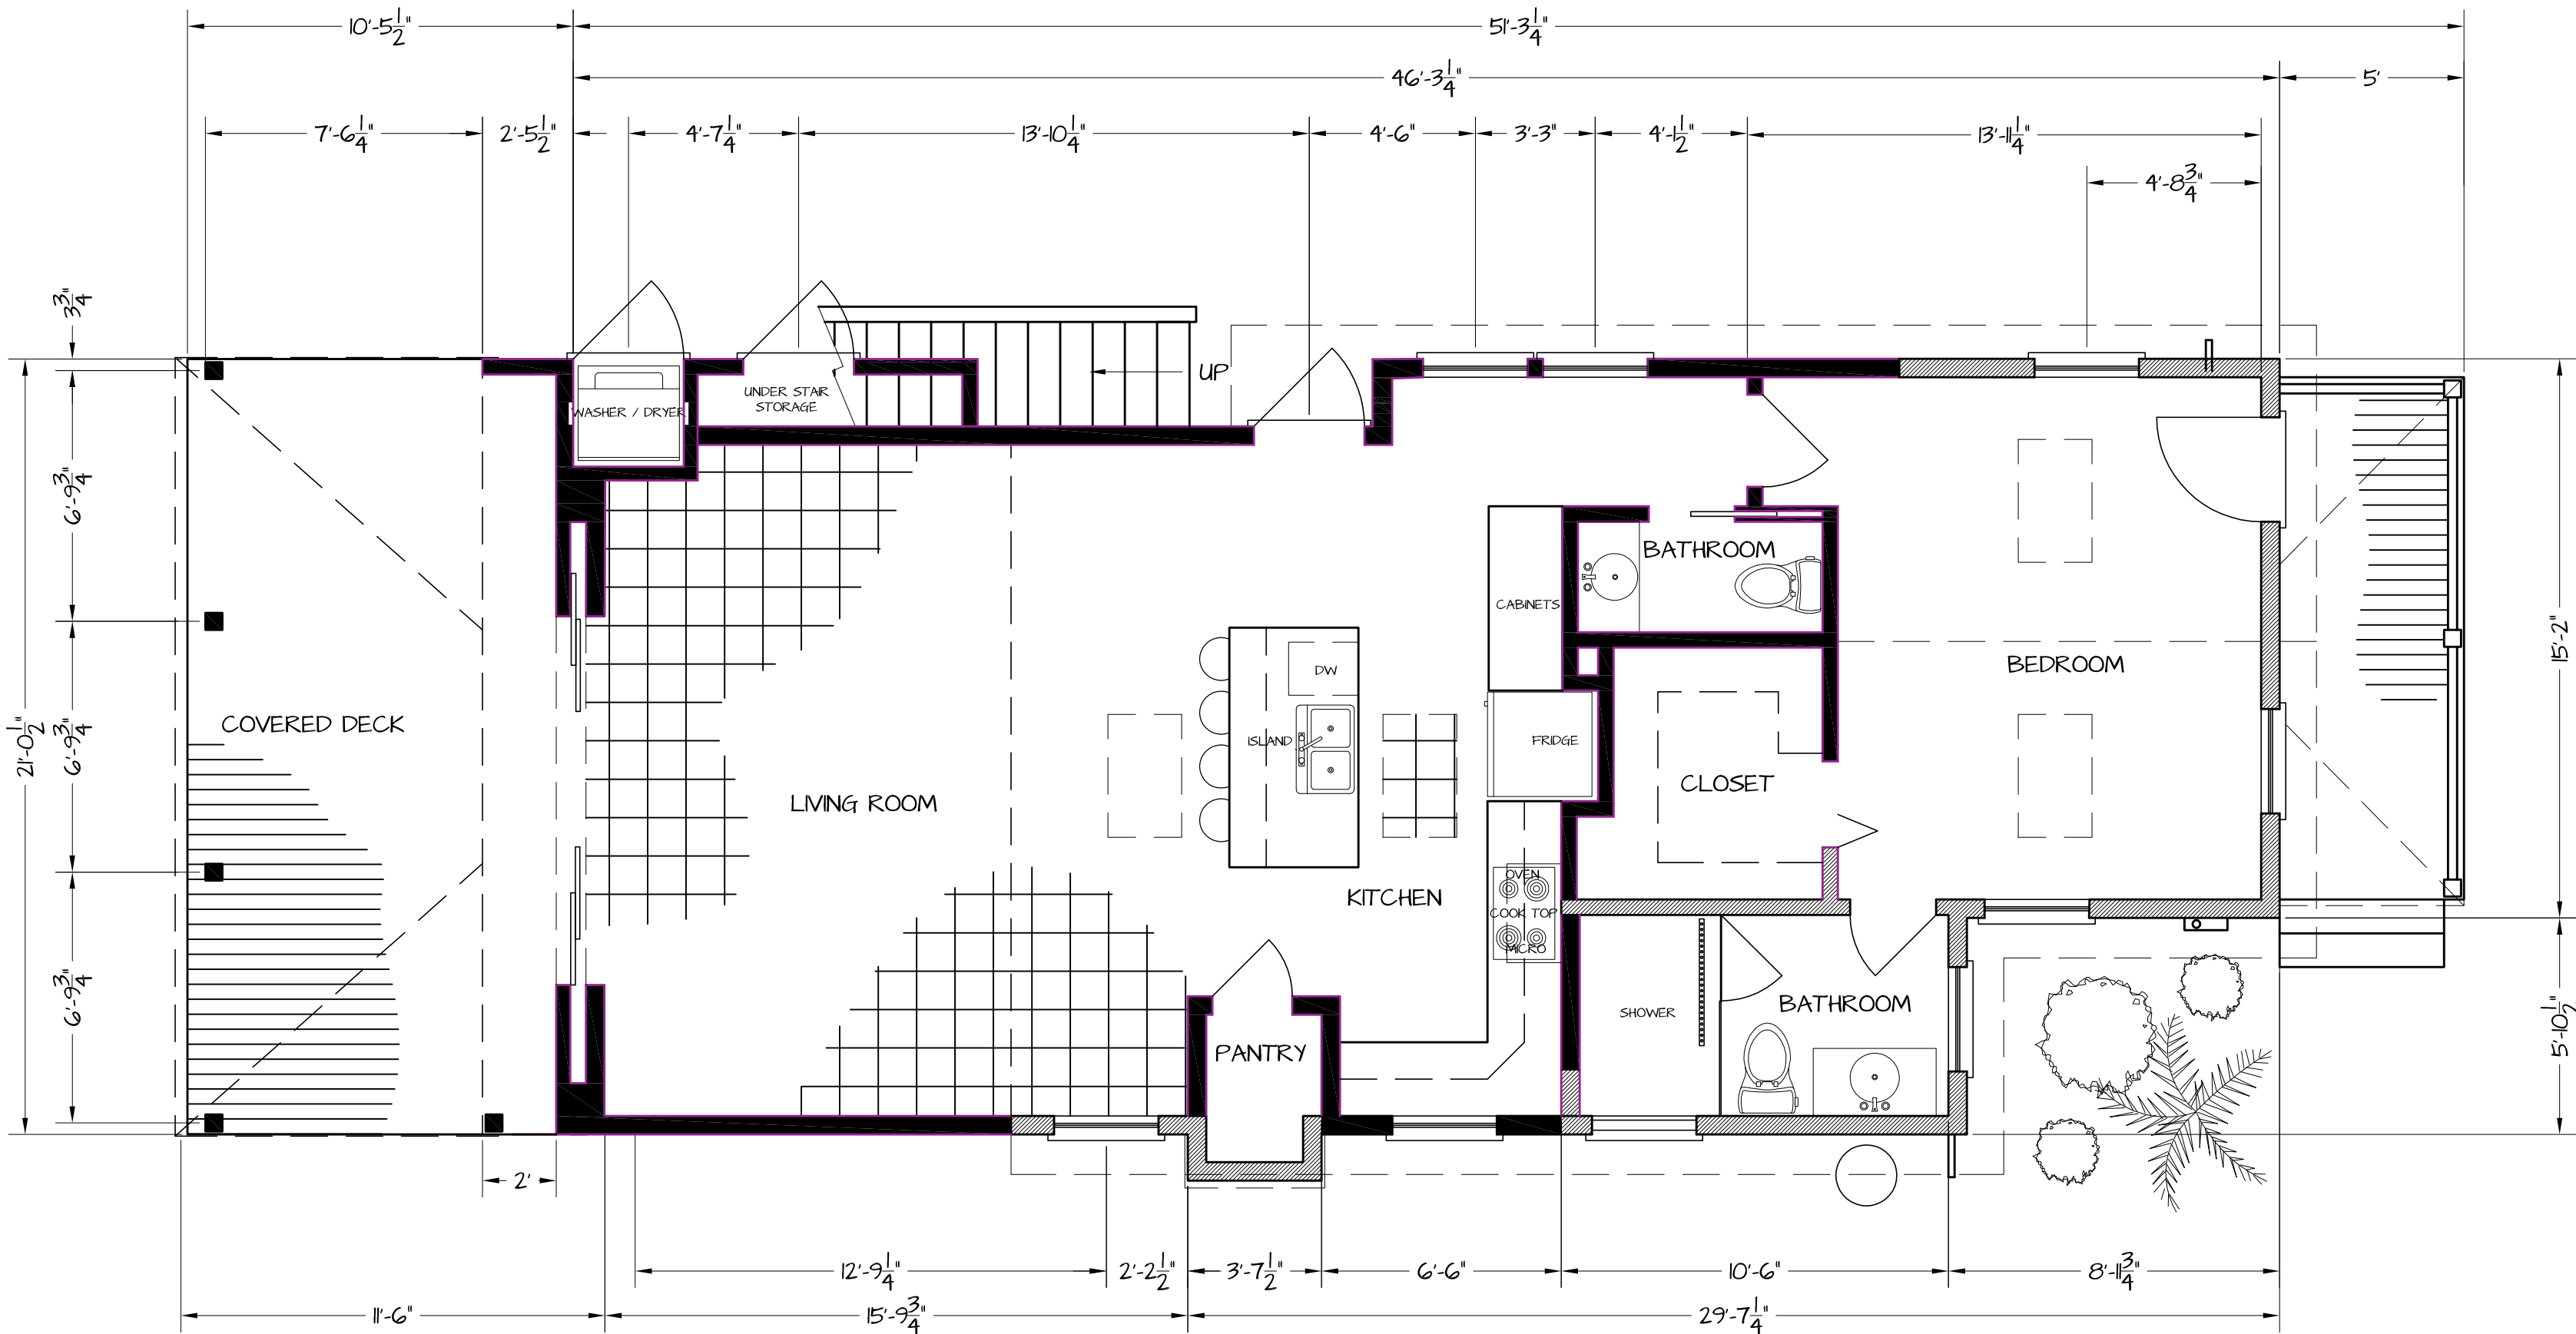 10'-5 1/2"
51'-3 1/4"
46'-3 1/4"
5'
7'-6 1/4"
2'-5 1/2"
4'-7 1/4"
13'-10 1/4"
4'-6"
3'-3"
4'-1 1/2"
13'-11 1/4"
4'-8 3/4"
3 3/4"
6'-9 3/4"
6'-9 3/4"
6'-9 3/4"
21'-0 1/2"
15'-2"
5'-10 1/2"
UP
UNDER STAIR
STORAGE
WASHER / DRYER
BATHROOM
CABINETS
BEDROOM
DW
COVERED DECK
ISLAND
FRIDGE
CLOSET
LIVING ROOM
OVEN
KITCHEN
COOK TOP
MICRO
SHOWER
BATHROOM
PANTRY
2'
12'-9 1/4"
2'-2 1/2"
3'-7 1/2"
6'-6"
10'-6"
8'-11 3/4"
11'-6"
15'-9 3/4"
29'-7 1/4"